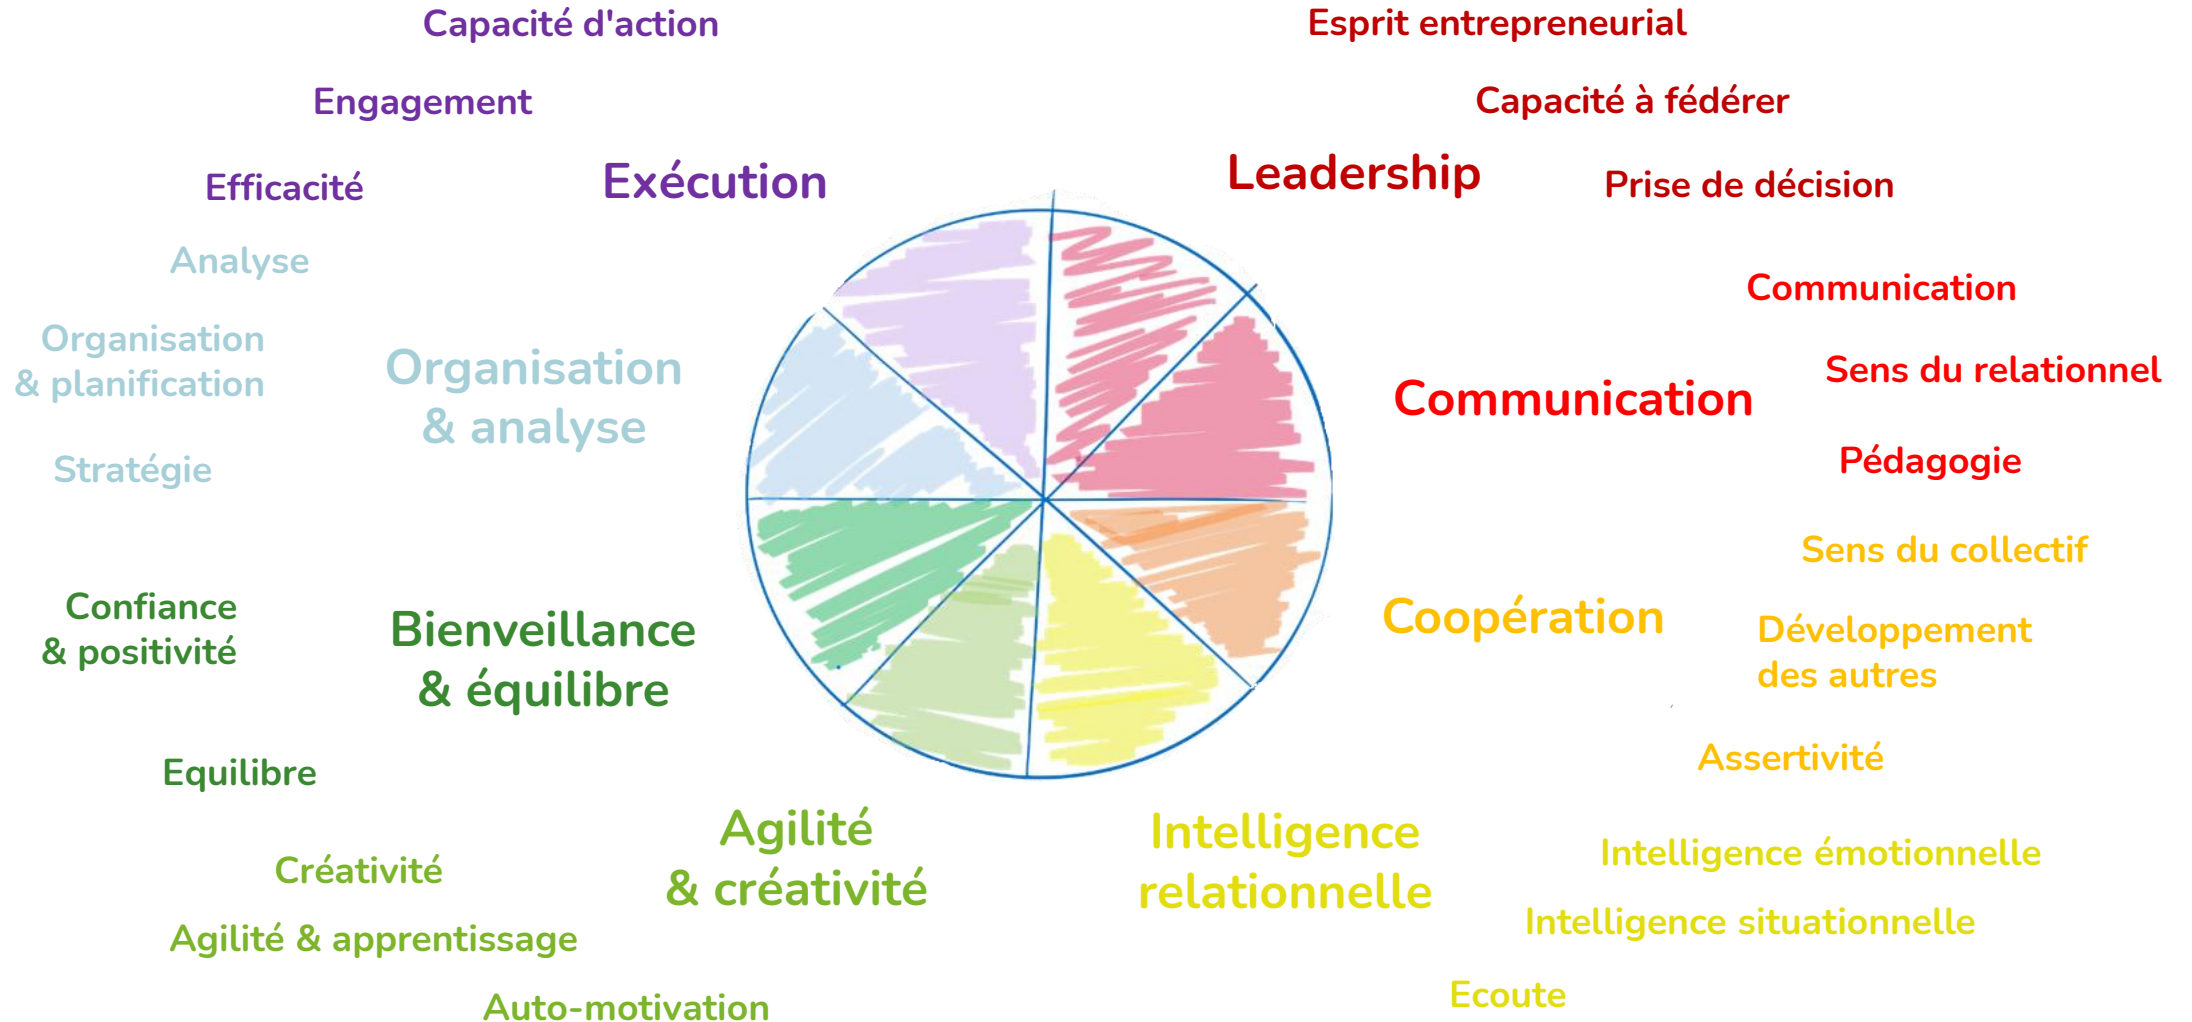 Capacité d'action
Engagement
Efficacité
Exécution
Esprit entrepreneurial
Capacité à fédérer
Leadership
Prise de décision
Analyse
Organisation
& planification
Stratégie
Organisation
& analyse
Communication
Communication
Sens du relationnel
Pédagogie
Confiance
& positivité
Equilibre
Bienveillance
& équilibre
Coopération
Sens du collectif
Développement
des autres
Assertivité
Agilité
& créativité
Créativité
Agilité & apprentissage
Auto-motivation
Intelligence
relationnelle
Intelligence émotionnelle
Intelligence situationnelle
Ecoute